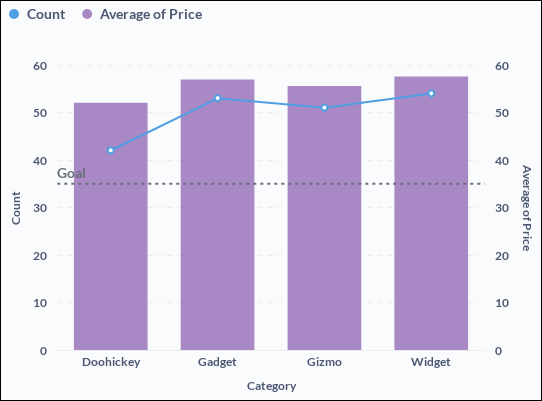 Count Average of Price
60 60
50 50
40 40
Goal
30 30
20 20
10 10
0 0
Count
Average of Price
Doohickey Gadget Gizmo Widget
Category